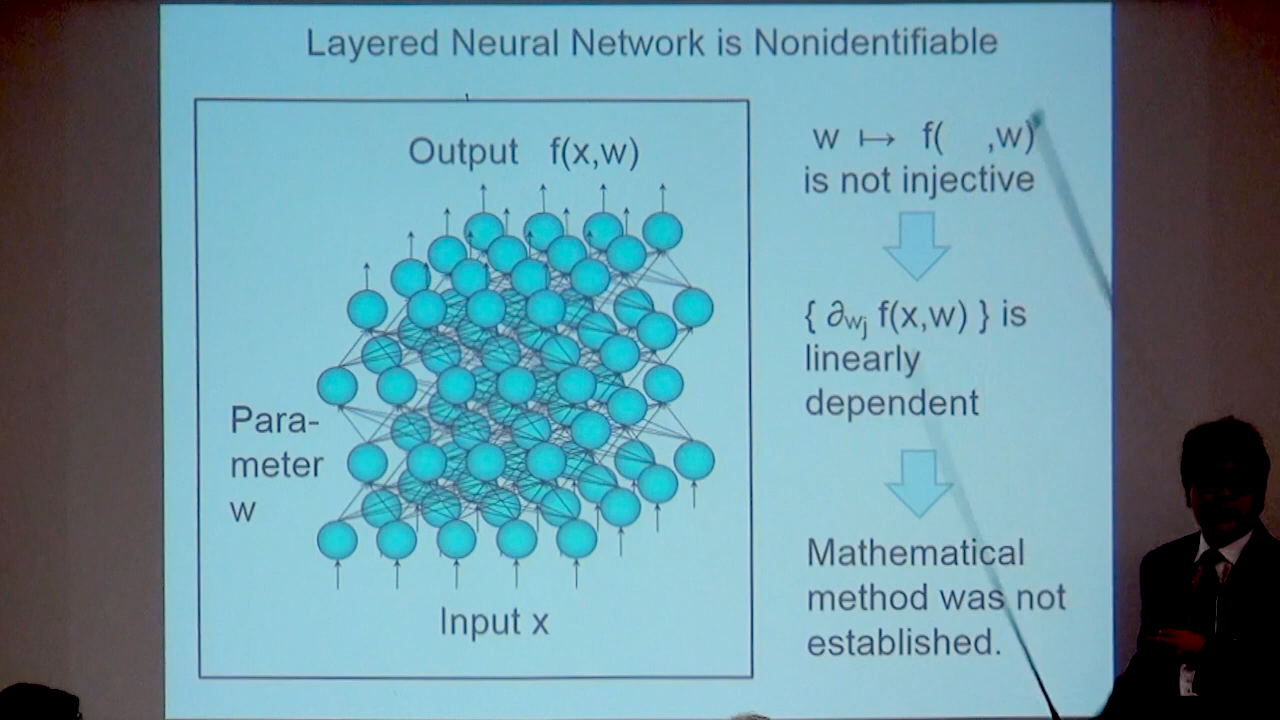 Layered Neural Network is Nonidentifiable
Output f(x,w)
Para-
meter
w
Input x
w ↦ f( ,w)
is not injective
{ ∂wj f(x,w) } is
linearly
dependent
Mathematical
method was not
established.